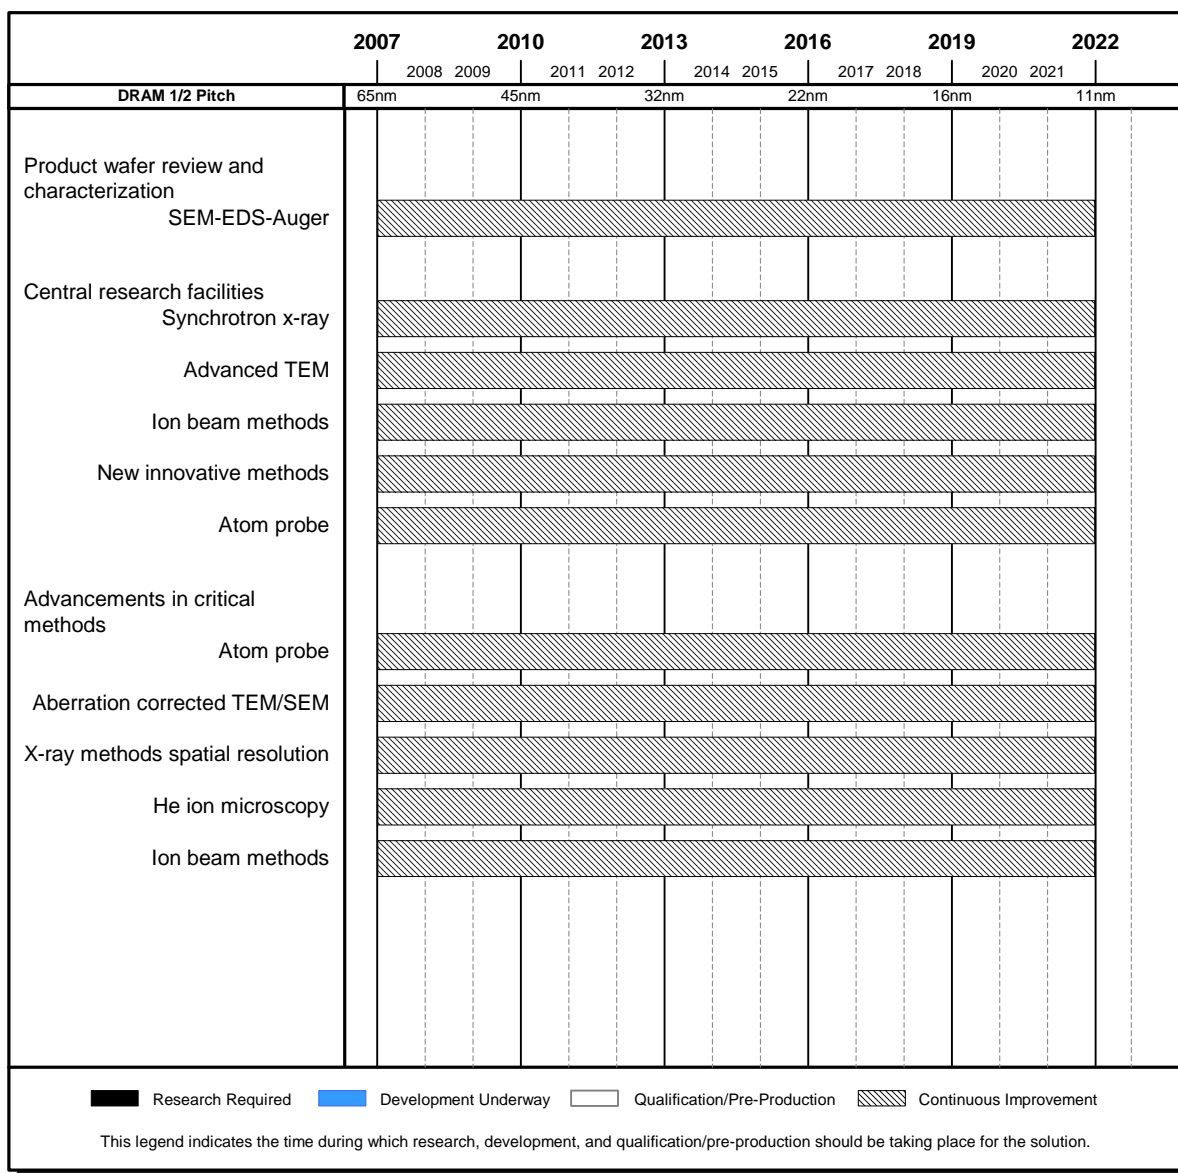 2007 2010 2013 2016 2019 2022
2008 2009 2011 2012 2014 2015 2017 2018 2020 2021
DRAM 1/2 Pitch 65nm 45nm 32nm 22nm 16nm 11nm
Product wafer review and
characterization
SEM-EDS-Auger
Central research facilities
Synchrotron x-ray
Advanced TEM
Ion beam methods
New innovative methods
Atom probe
Advancements in critical
methods
Atom probe
Aberration corrected TEM/SEM
X-ray methods spatial resolution
He ion microscopy
Ion beam methods
Research Required Development Underway Qualification/Pre-Production Continuous Improvement
This legend indicates the time during which research, development, and qualification/pre-production should be taking place for the solution.